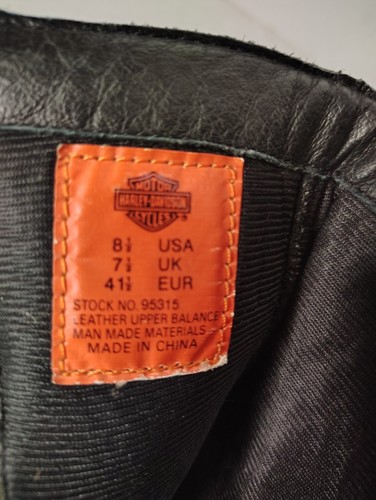 MOTOR
HARLEY-DAVIDSON
CYCLES
8½ USA
7½ UK
41½ EUR
STOCK NO. 95315
LEATHER UPPER BALANCE
MAN MADE MATERIALS
MADE IN CHINA